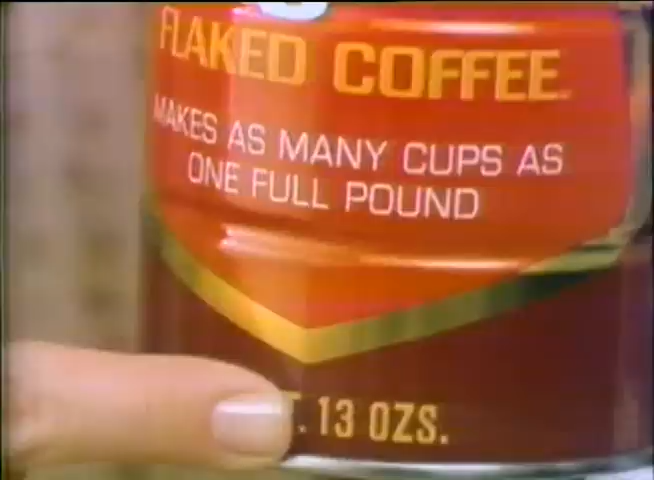 FLAKED COFFEE
MAKES AS MANY CUPS AS
ONE FULL POUND
T. 13 OZS.